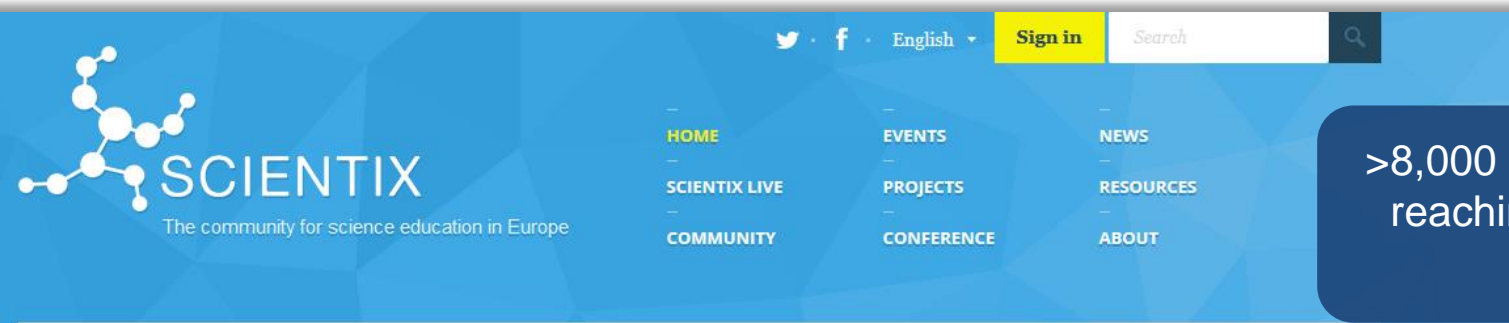 English
Sign in
Search
HOME
EVENTS
NEWS
SCIENTIX
SCIENTIX LIVE
PROJECTS
RESOURCES
The community for science education in Europe
COMMUNITY
CONFERENCE
ABOUT
>8,000